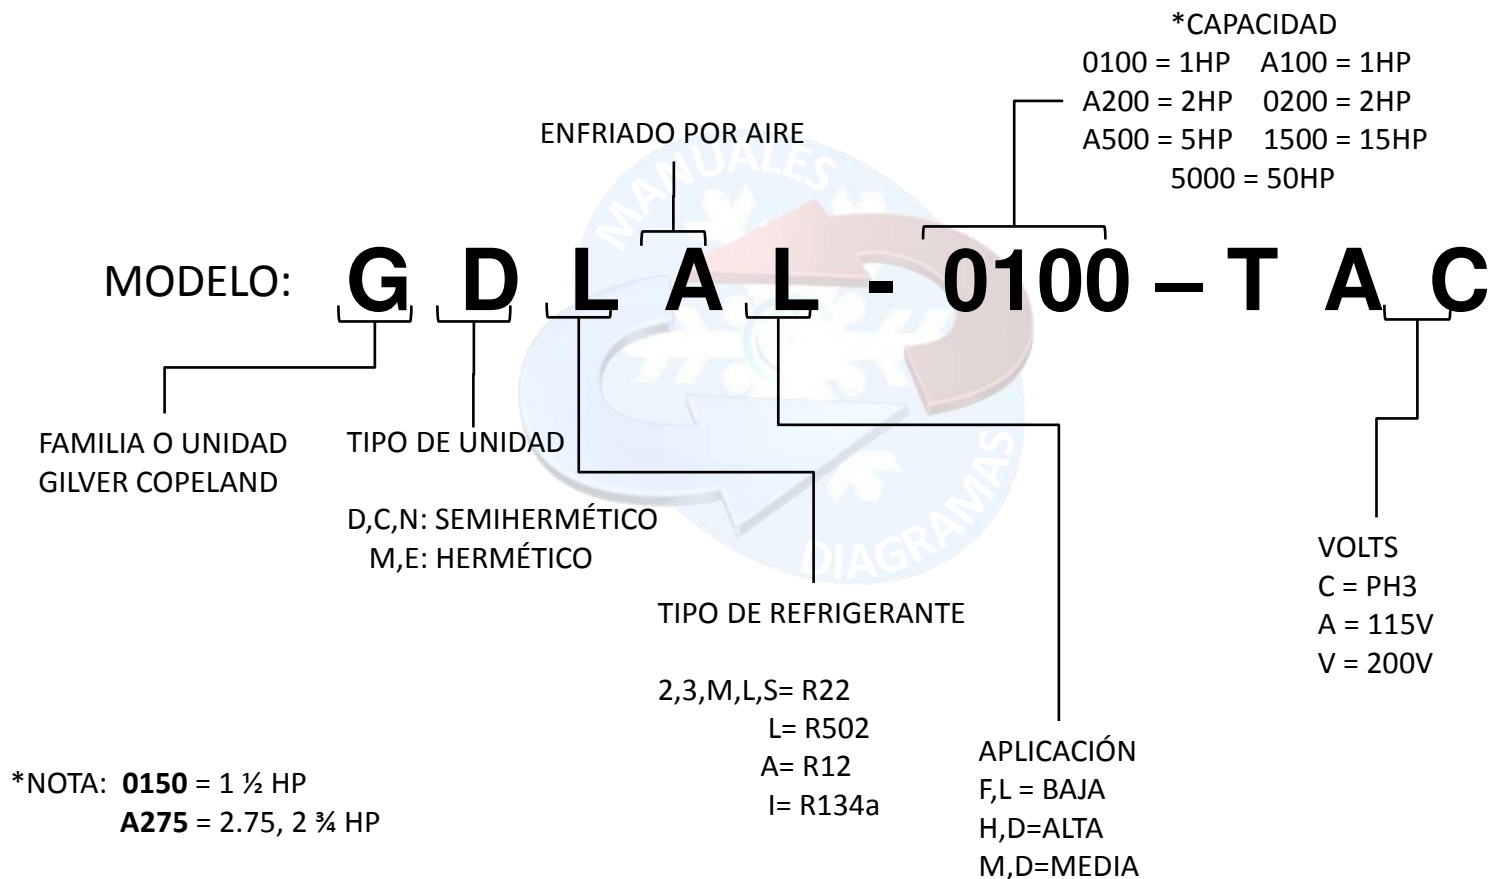 *CAPACIDAD
0100 = 1HP A100 = 1HP
A200 = 2HP 0200 = 2HP
A500 = 5HP 1500 = 15HP
5000 = 50HP
ENFRIADO POR AIRE
MANUALES
MODELO: G D L A L - 0100 – T A C
FAMILIA O UNIDAD
GILVER COPELAND
TIPO DE UNIDAD
D,C,N: SEMIHERMÉTICO
M,E: HERMÉTICO
DIAGRAMAS
TIPO DE REFRIGERANTE
2,3,M,L,S= R22
L= R502
A= R12
I= R134a
APLICACIÓN
F,L = BAJA
H,D=ALTA
M,D=MEDIA
VOLTS
C = PH3
A = 115V
V = 200V
*NOTA: 0150 = 1 ½ HP
A275 = 2.75, 2 ¾ HP